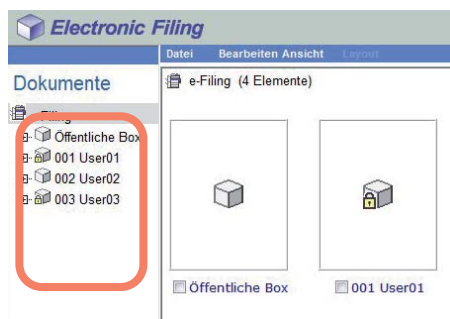 Electronic Filing
Datei Bearbeiten Ansicht Layout
Dokumente
e-Filing (4 Elemente)
Filing
Öffentliche Box
001 User01
002 User02
003 User03
Öffentliche Box 001 User01